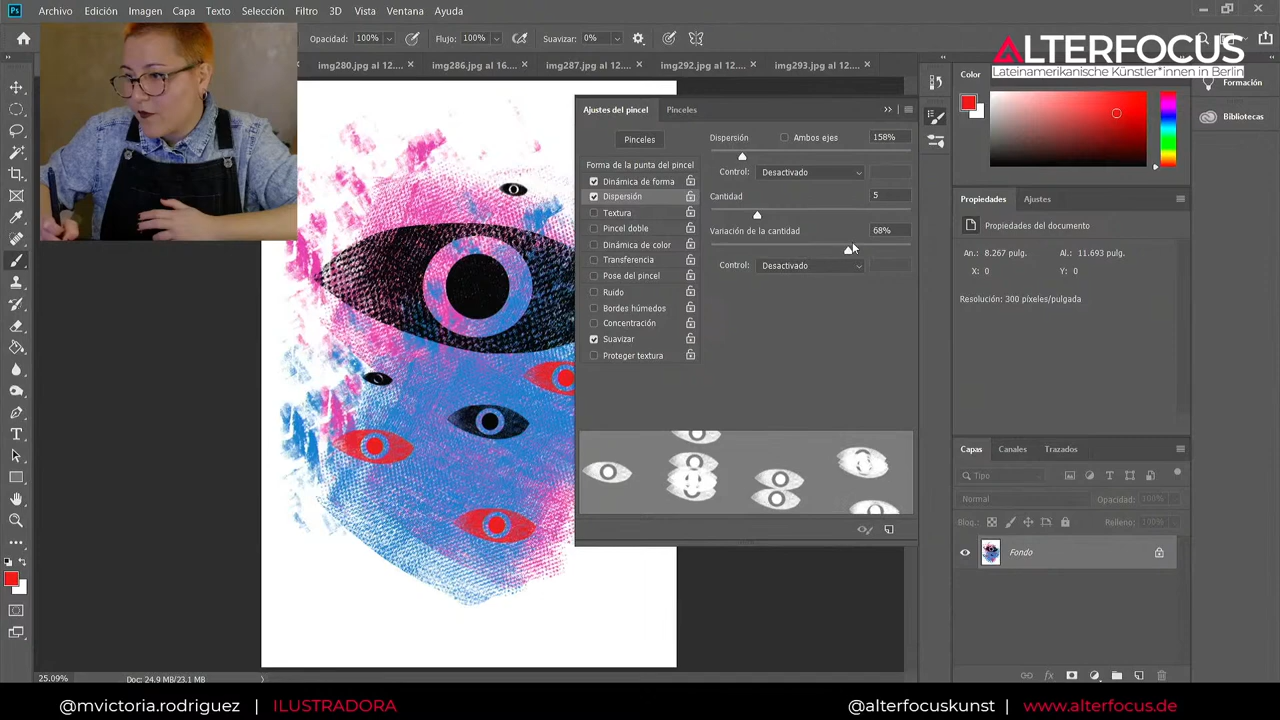 Ps Archivo Edición Imagen Capa Texto Selección Filtro 3D Vista Ventana Ayuda
Opacidad: 100% Flujo: 100% Suavizar: 0%
ALTERFOCUS
Lateinamerikanische Künstler*innen in Berlin
img280.jpg al 12.... × img286.jpg al 16.... × img287.jpg al 12.... × img292.jpg al 12.... × img293.jpg al 12.... ×
Color
Formación
Bibliotecas
Ajustes del pincel Pinceles
Pinceles
Forma de la punta del pincel
Dinámica de forma
Dispersión
Textura
Pincel doble
Dinámica de color
Transferencia
Pose del pincel
Ruido
Bordes húmedos
Concentración
Suavizar
Proteger textura
Dispersión Ambos ejes 158%
Control: Desactivado
Cantidad 5
Variación de la cantidad 68%
Control: Desactivado
Propiedades Ajustes
Propiedades del documento
An.: 8.267 pulg. Al.: 11.693 pulg.
X: 0 Y: 0
Resolución: 300 píxeles/pulgada
Capas Canales Trazados
Tipo
Normal Opacidad: 100%
Bloq.: Relleno: 100%
Fondo
fx
25.09% Doc: 24,9 MB/23,1 MB
@mvictoria.rodriguez | ILUSTRADORA
@alterfocuskunst | www.alterfocus.de